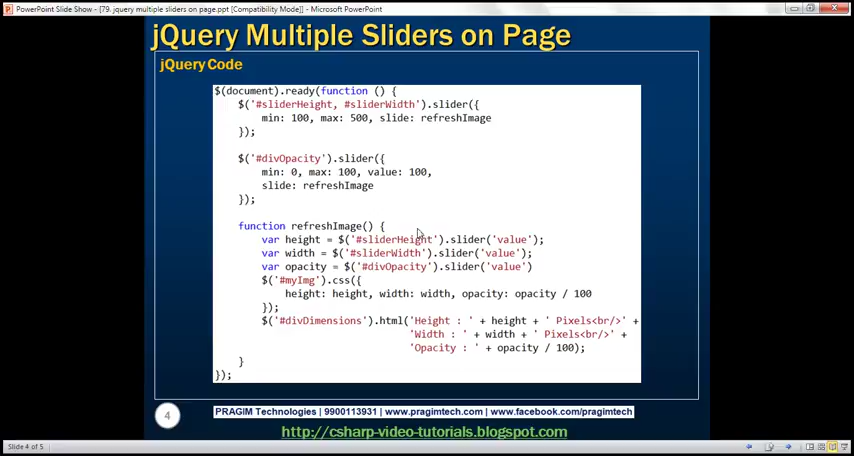 PowerPoint Slide Show - [79. jquery multiple sliders on page.ppt [Compatibility Mode]] - Microsoft PowerPoint
jQuery Multiple Sliders on Page
jQuery Code
$(document).ready(function () {
$('#sliderHeight, #sliderWidth').slider({
min: 100, max: 500, slide: refreshImage
});
$('#divOpacity').slider({
min: 0, max: 100, value: 100,
slide: refreshImage
});
function refreshImage() {
var height = $('#sliderHeight').slider('value');
var width = $('#sliderWidth').slider('value');
var opacity = $('#divOpacity').slider('value')
$('#myImg').css({
height: height, width: width, opacity: opacity / 100
});
$('#divDimensions').html('Height : ' + height + ' Pixels<br/>' +
'Width : ' + width + ' Pixels<br/>' +
'Opacity : ' + opacity / 100);
}
});
4
PRAGIM Technologies | 9900113931 | www.pragimtech.com | www.facebook.com/pragimtech
http://csharp-video-tutorials.blogspot.com
Slide 4 of 5